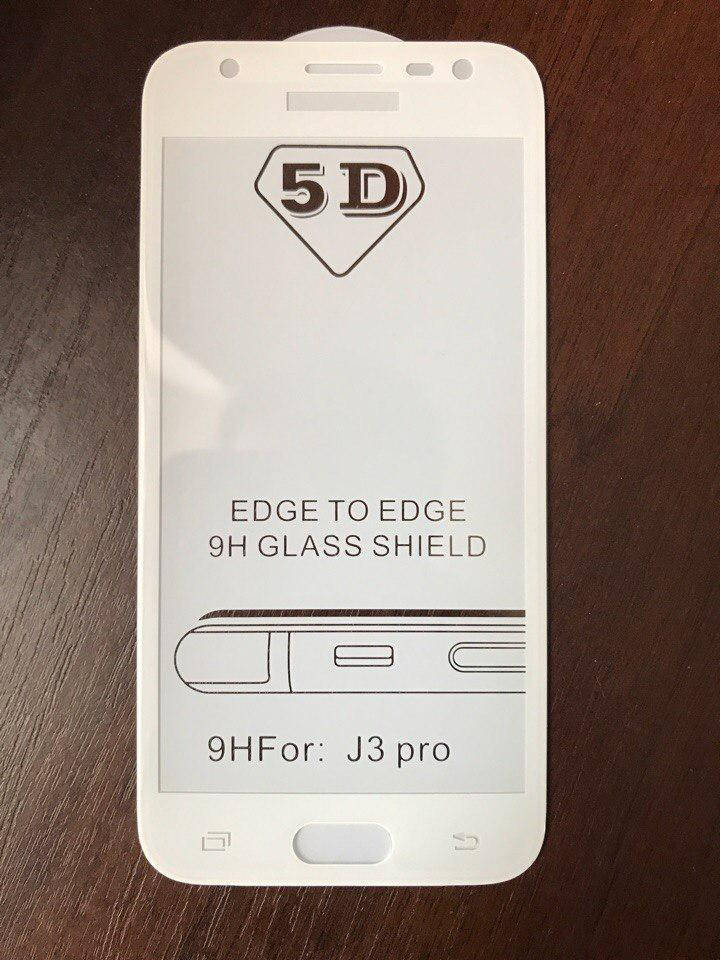 5D
EDGE TO EDGE
9H GLASS SHIELD
9HFor: J3 pro